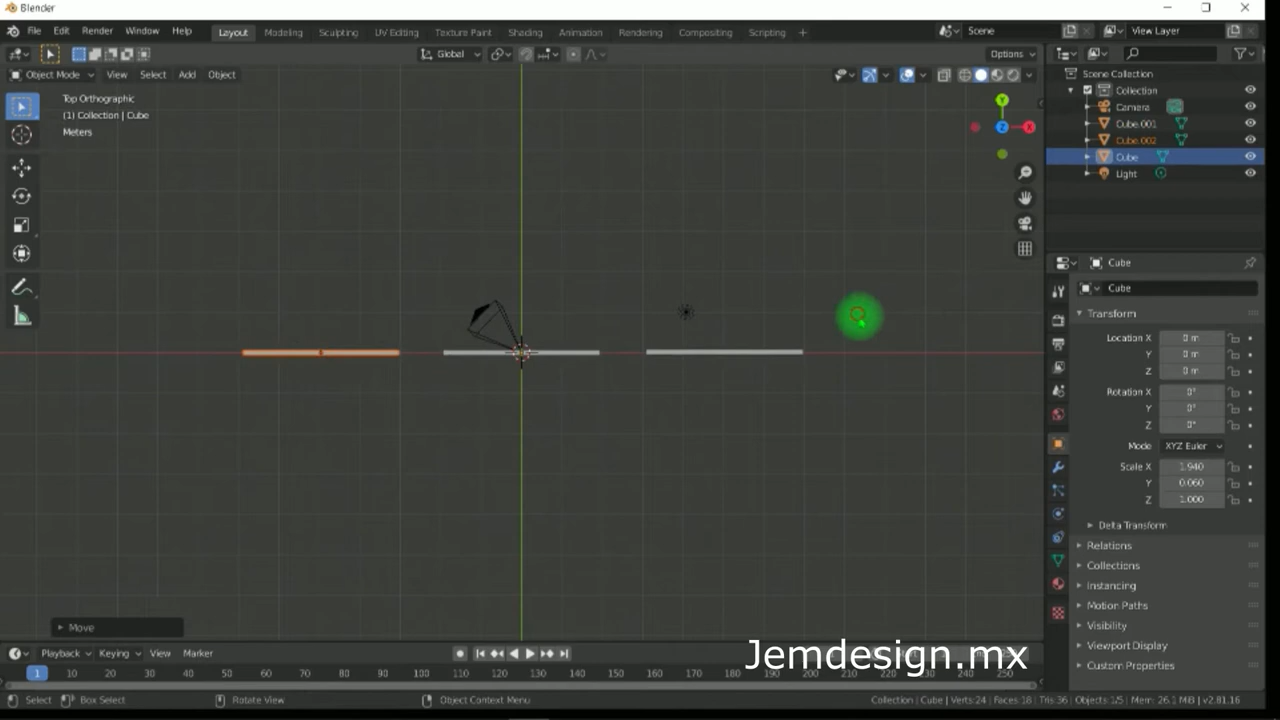 Blender
File Edit Render Window Help Layout Modeling Sculpting UV Editing Texture Paint Shading Animation Rendering Compositing Scripting + Scene View Layer
Global Options
Object Mode View Select Add Object
Top Orthographic
(1) Collection | Cube
Meters
Y
Z
X
Move
Scene Collection
Collection
Camera
Cube.001
Cube.002
Cube
Light
Cube
Cube
Transform
Location X 0 m
Y 0 m
Z 0 m
Rotation X 0°
Y 0°
Z 0°
Mode XYZ Euler
Scale X 1.940
Y 0.060
Z 1.000
Delta Transform
Relations
Collections
Instancing
Motion Paths
Visibility
Viewport Display
Custom Properties
Jemdesign.mx
Playback Keying View Marker
1 10 20 30 40 50 60 70 80 90 100 110 120 130 140 150 160 170 180 190 200 210 220 230 240 250
Select Box Select Rotate View Object Context Menu Collection | Cube | Verts:24 | Faces:18 | Tris:36 | Objects:1/5 | Mem: 26.1 MiB | v2.81.16